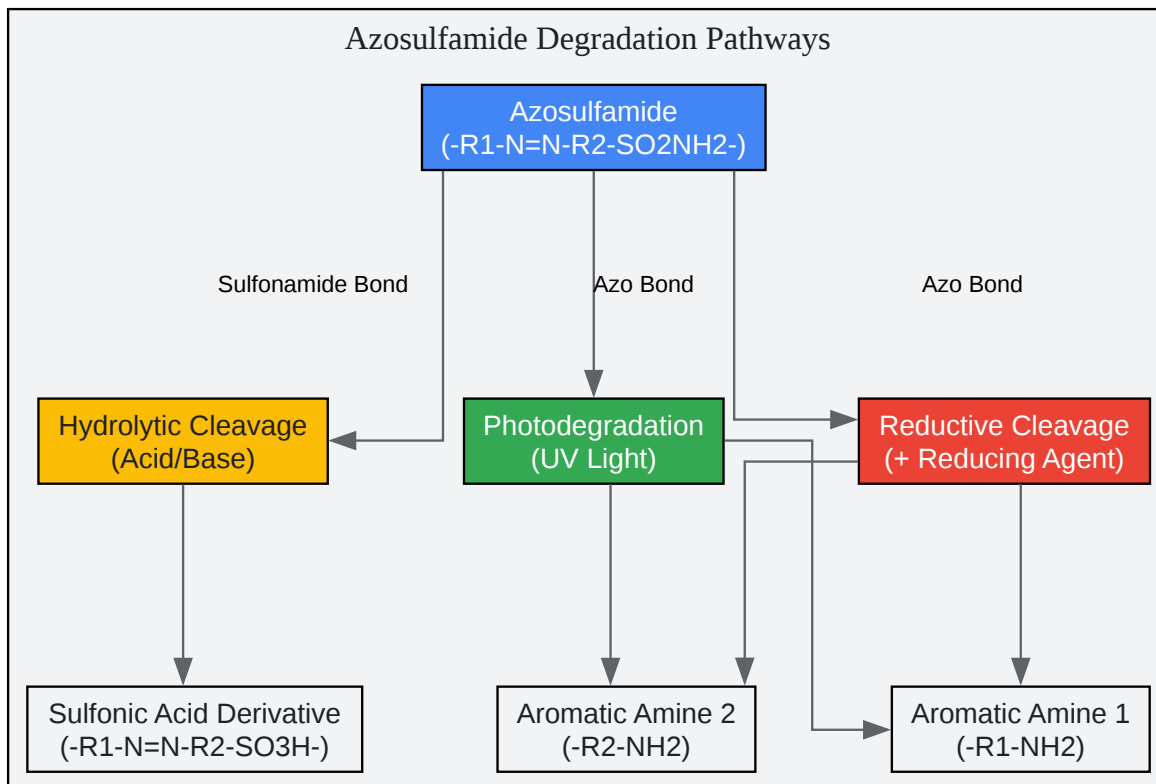 Azosulfamide Degradation Pathways
Azosulfamide
(-R1-N=N-R2-SO2NH2-)
Sulfonamide Bond
Azo Bond
Azo Bond
Hydrolytic Cleavage
(Acid/Base)
Photodegradation
(UV Light)
Reductive Cleavage
(+ Reducing Agent)
Sulfonic Acid Derivative
(-R1-N=N-R2-SO3H-)
Aromatic Amine 2
(-R2-NH2)
Aromatic Amine 1
(-R1-NH2)